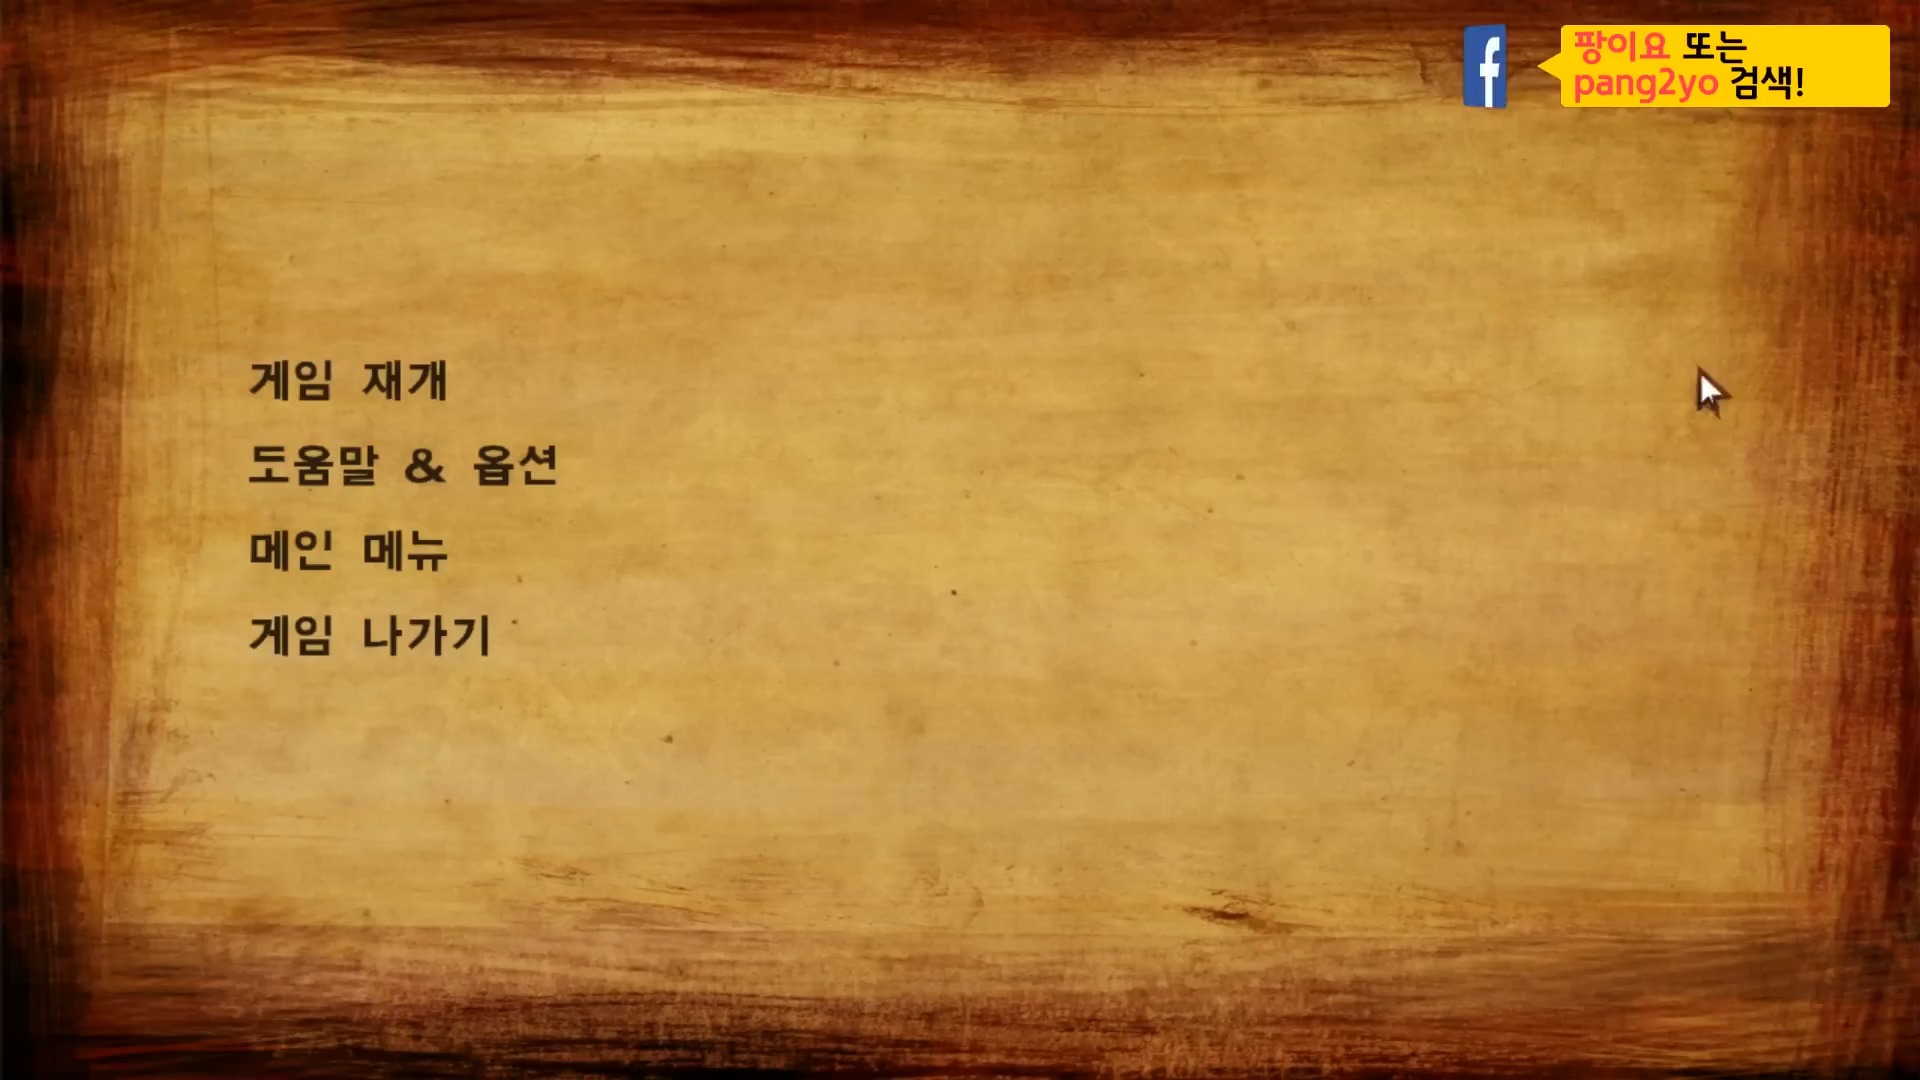 팡이요 또는
pang2yo 검색!
게임 재개
도움말 & 옵션
메인 메뉴
게임 나가기